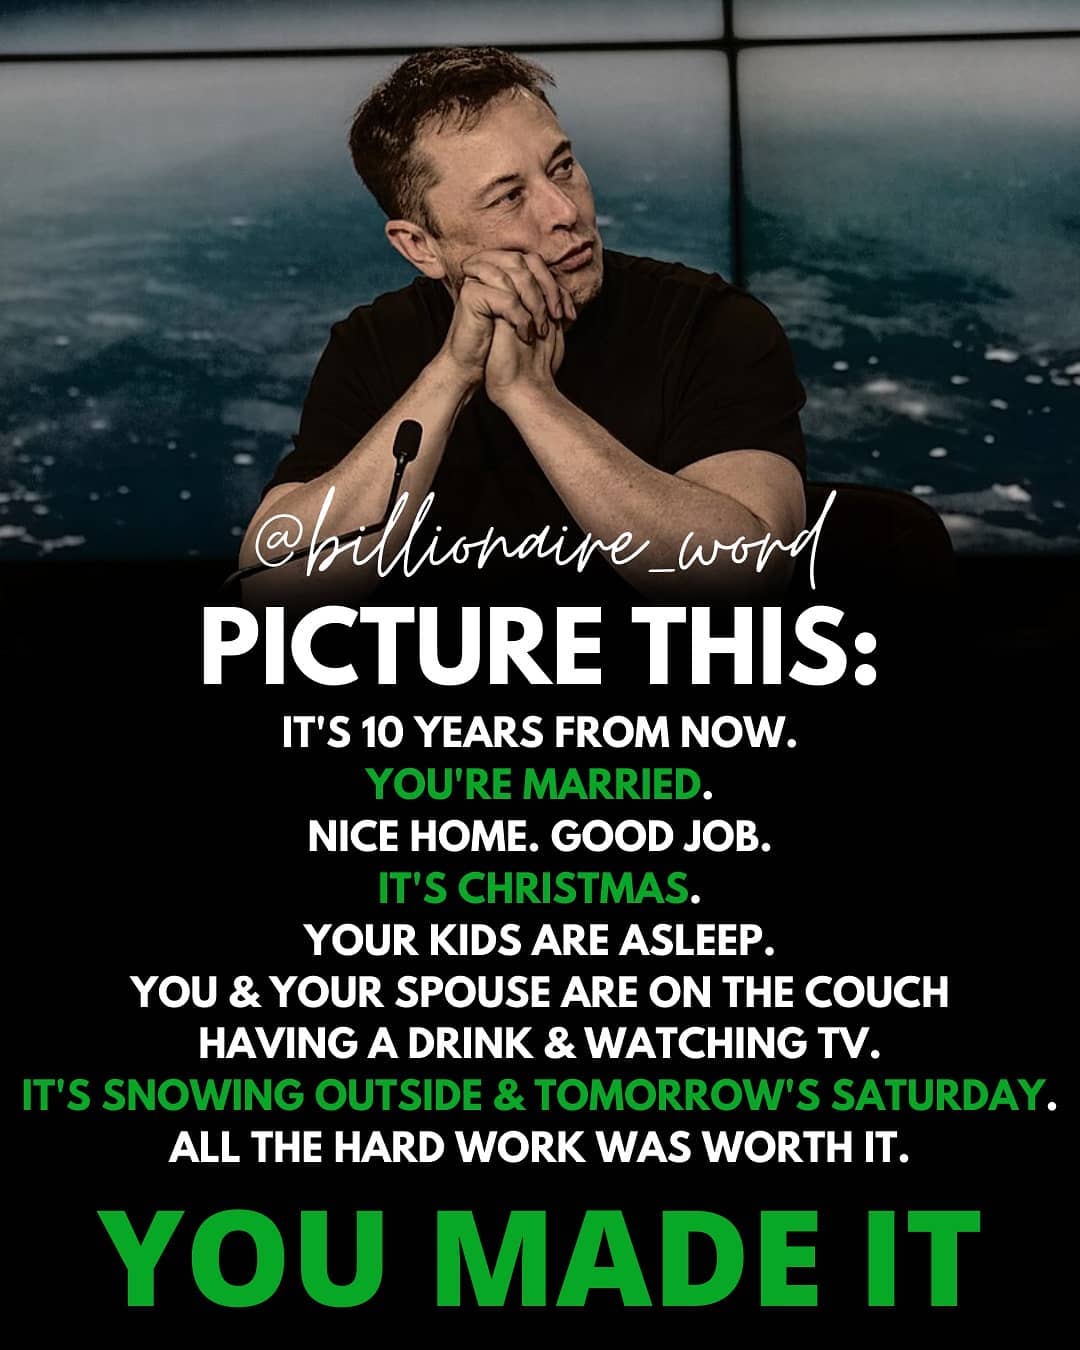 @billionaire_word
PICTURE THIS:
IT'S 10 YEARS FROM NOW.
YOU'RE MARRIED.
NICE HOME. GOOD JOB.
IT'S CHRISTMAS.
YOUR KIDS ARE ASLEEP.
YOU & YOUR SPOUSE ARE ON THE COUCH
HAVING A DRINK & WATCHING TV.
IT'S SNOWING OUTSIDE & TOMORROW'S SATURDAY.
ALL THE HARD WORK WAS WORTH IT.
YOU MADE IT